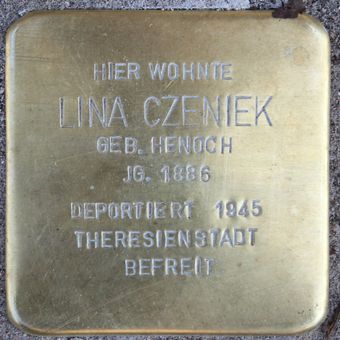 HIER WOHNTE
LINA CZENIEK
GEB. HENOCH
JG. 1886
DEPORTIERT 1945
THERESIENSTADT
BEFREIT